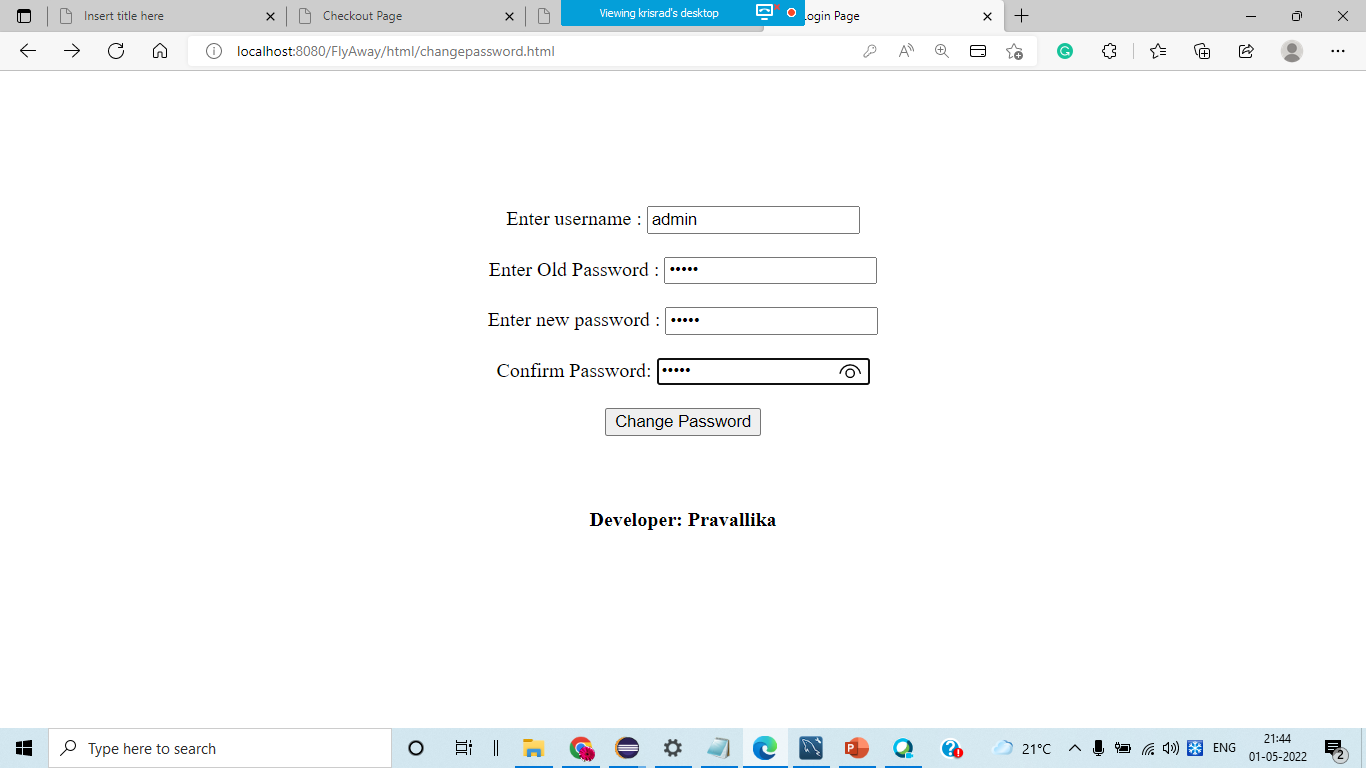 Insert title here
Checkout Page
Viewing krisrad's desktop
ogin Page
localhost:8080/FlyAway/html/changepassword.html
Enter username : admin
Enter Old Password : •••••
Enter new password : •••••
Confirm Password: •••••
Change Password
Developer: Pravallika
Type here to search
21°C
ENG
21:44
01-05-2022
2